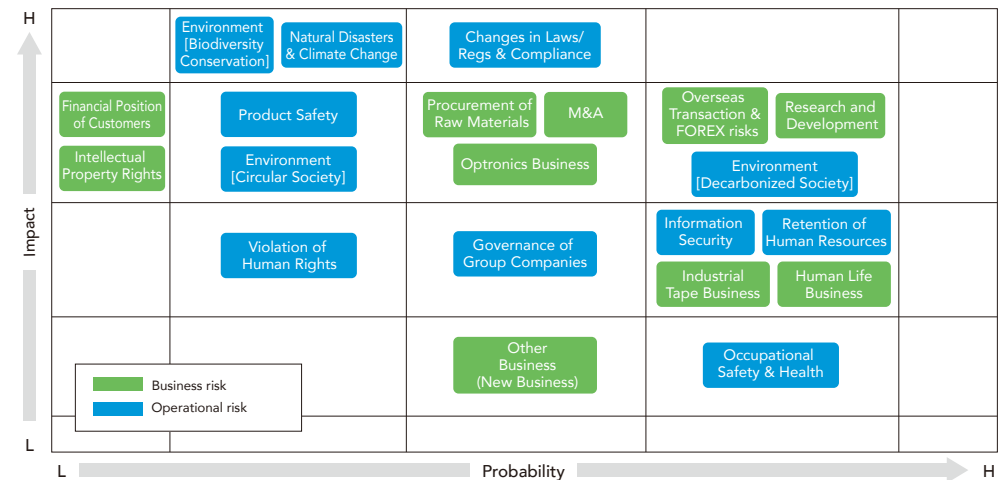 H
Impact
L
Environment
[Biodiversity
Conservation]
Natural Disasters
& Climate Change
Changes in Laws/
Regs & Compliance
Financial Position
of Customers
Product Safety
Procurement of
Raw Materials
M&A
Overseas
Transaction &
FOREX risks
Research and
Development
Intellectual
Property Rights
Environment
[Circular Society]
Optronics Business
Environment
[Decarbonized Society]
Violation of
Human Rights
Governance of
Group Companies
Information
Security
Retention of
Human Resources
Industrial
Tape Business
Human Life
Business
Other
Business
(New Business)
Occupational
Safety & Health
Business risk
Operational risk
L
Probability
H